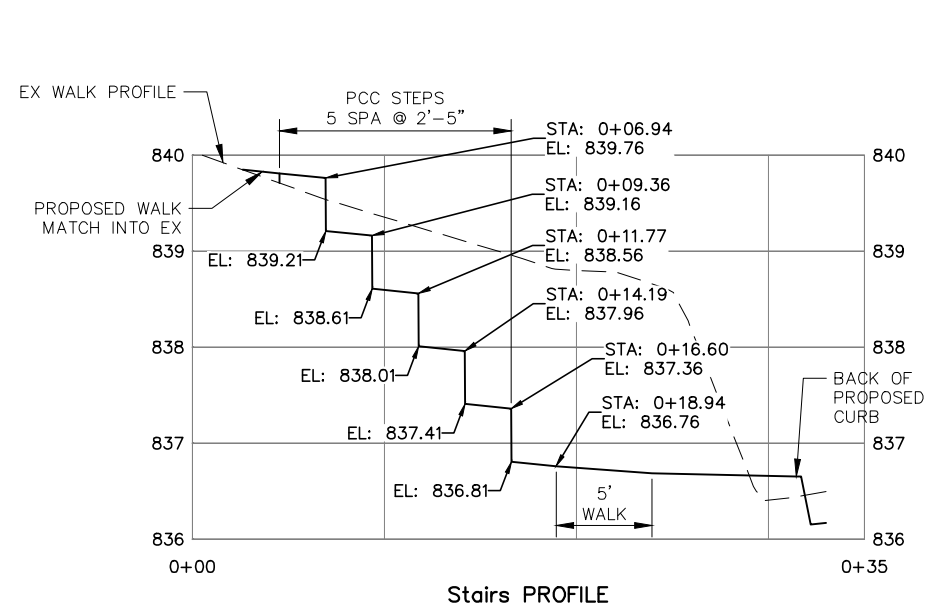 EX WALK PROFILE
PCC STEPS
5 SPA @ 2'-5"
STA: 0+06.94
EL: 839.76
840
840
STA: 0+09.36
EL: 839.16
PROPOSED WALK
MATCH INTO EX
STA: 0+11.77
EL: 838.56
839
839
EL: 839.21
STA: 0+14.19
EL: 837.96
EL: 838.61
838
838
STA: 0+16.60
EL: 837.36
EL: 838.01
BACK OF
PROPOSED
CURB
STA: 0+18.94
EL: 836.76
EL: 837.41
837
837
EL: 836.81
5'
WALK
836
836
0+00
0+35
Stairs PROFILE